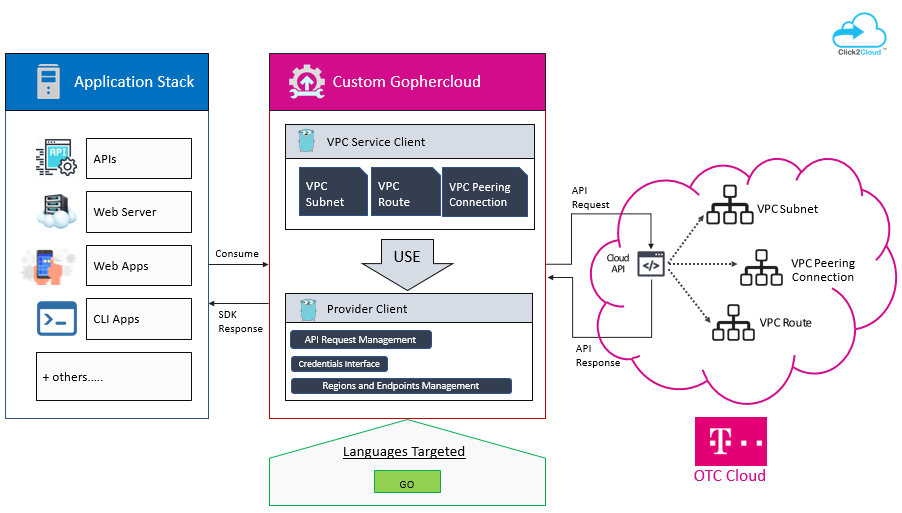 Click2Cloud™
Application Stack
API
APIs
Web Server
Web Apps
CLI Apps
+ others.....
Consume
SDK
Response
Custom Gophercloud
VPC Service Client
VPC
Subnet
VPC
Route
VPC Peering
Connection
USE
Provider Client
API Request Management
Credentials Interface
Regions and Endpoints Management
Languages Targeted
GO
API
Request
API
Response
Cloud
API
</>
VPC Subnet
VPC Peering
Connection
VPC Route
T
OTC Cloud